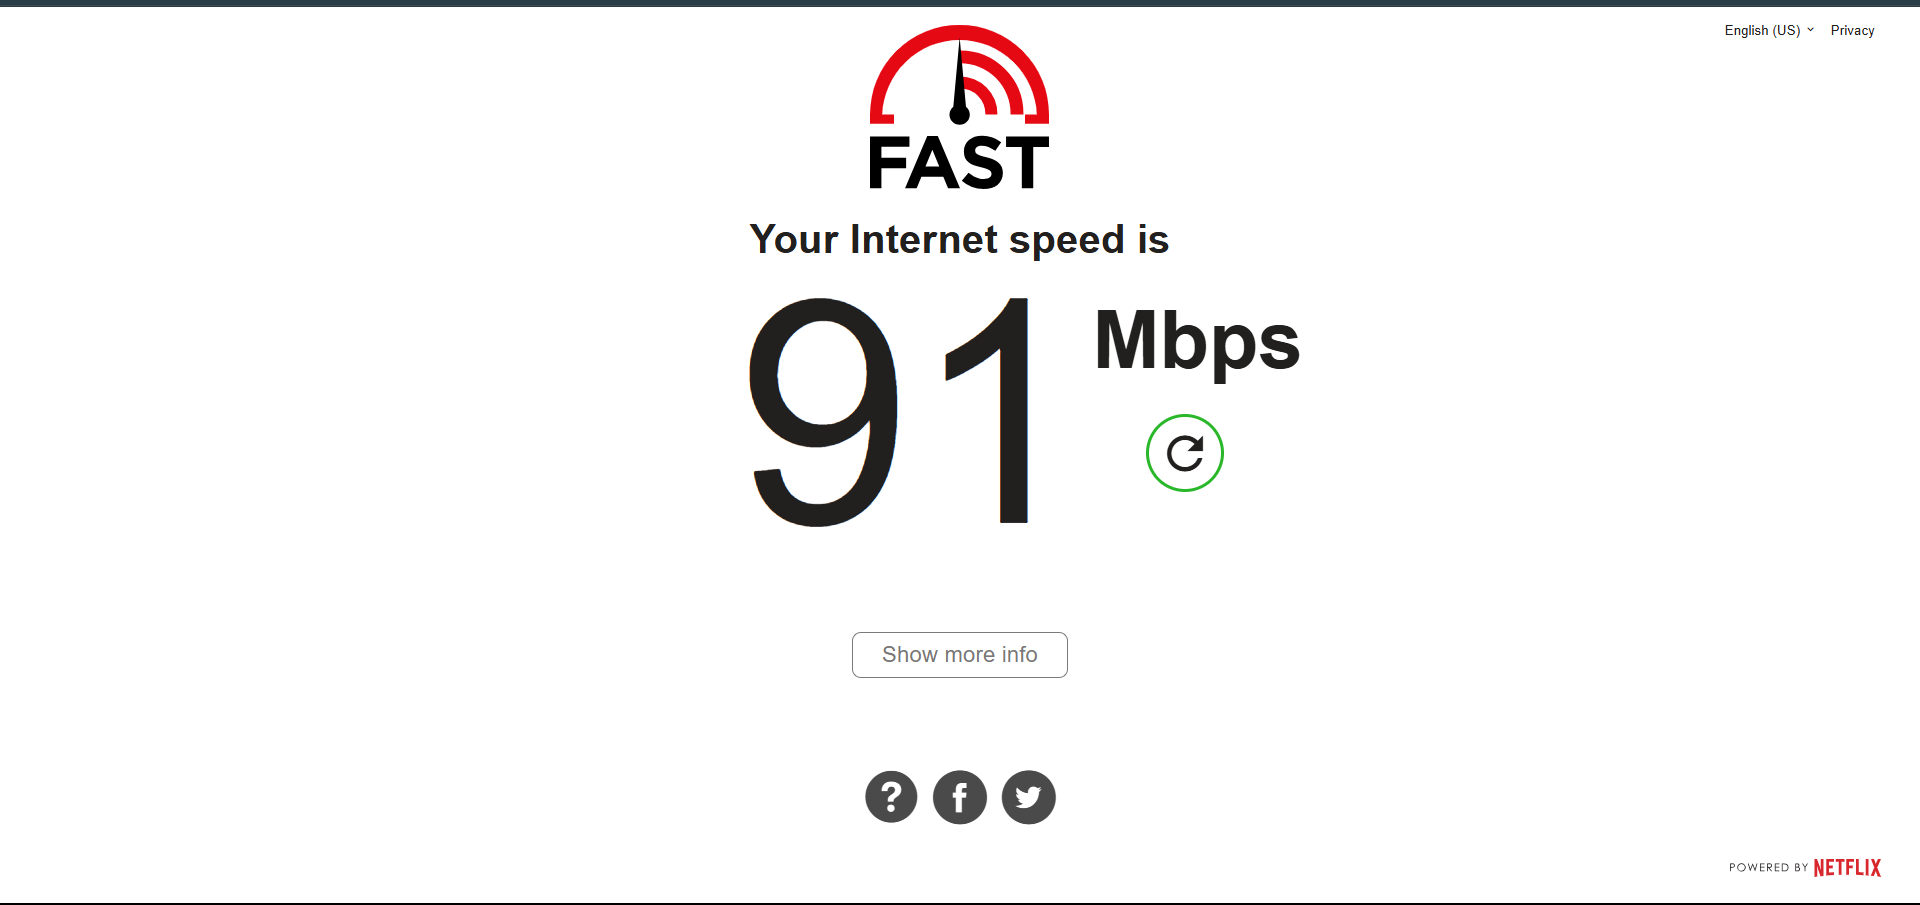 English (US) Privacy
FAST
Your Internet speed is
91 Mbps
Show more info
?
f
POWERED BY NETFLIX